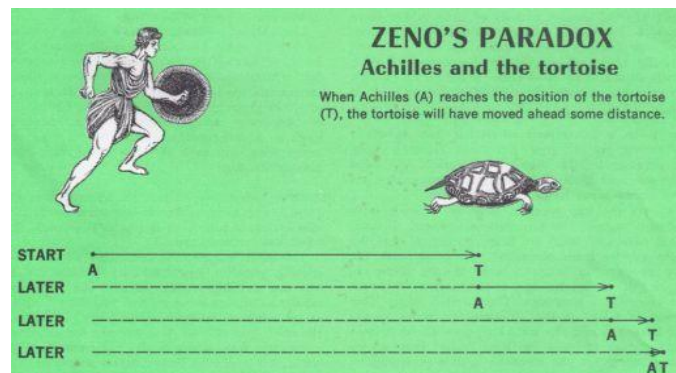 ZENO'S PARADOX
Achilles and the tortoise
When Achilles (A) reaches the position of the tortoise
(T), the tortoise will have moved ahead some distance.
START
A T
LATER
A T
LATER
A T
LATER
A T